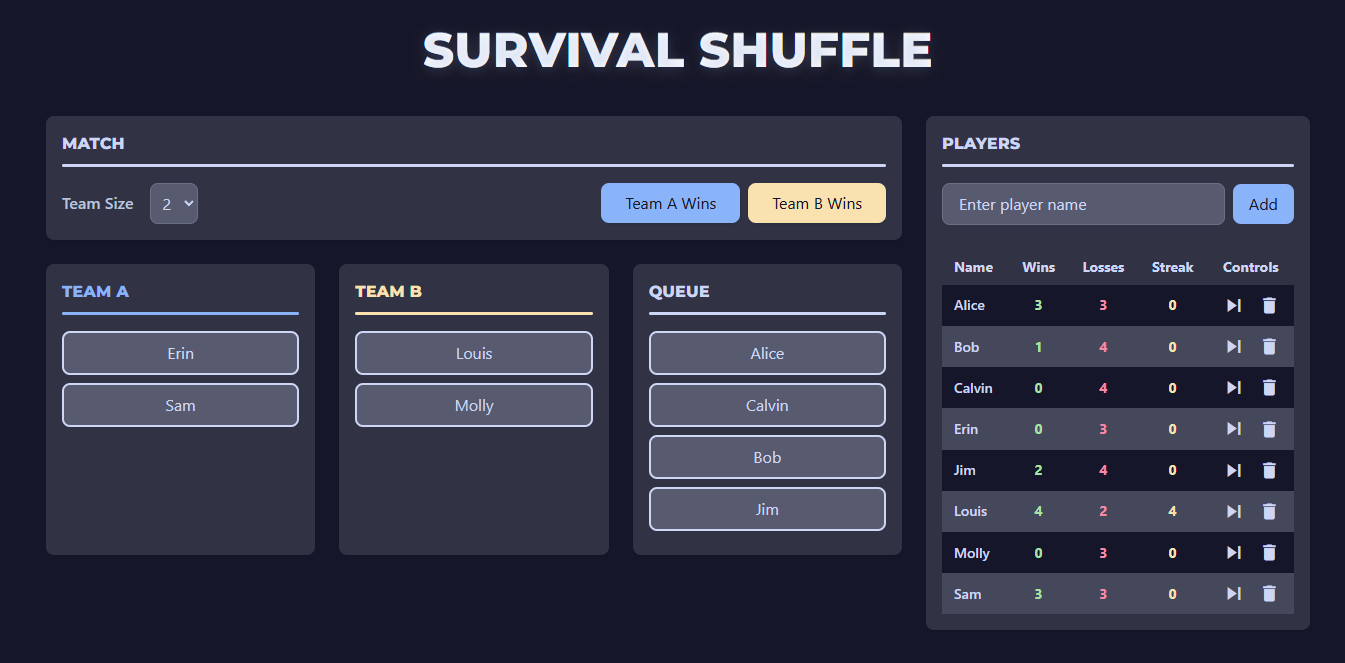 SURVIVAL SHUFFLE
MATCH
Team Size 2 Team A Wins Team B Wins
TEAM A
Erin
Sam
TEAM B
Louis
Molly
QUEUE
Alice
Calvin
Bob
Jim
PLAYERS
Enter player name Add
Name Wins Losses Streak Controls
Alice 3 3 0
Bob 1 4 0
Calvin 0 4 0
Erin 0 3 0
Jim 2 4 0
Louis 4 2 4
Molly 0 3 0
Sam 3 3 0